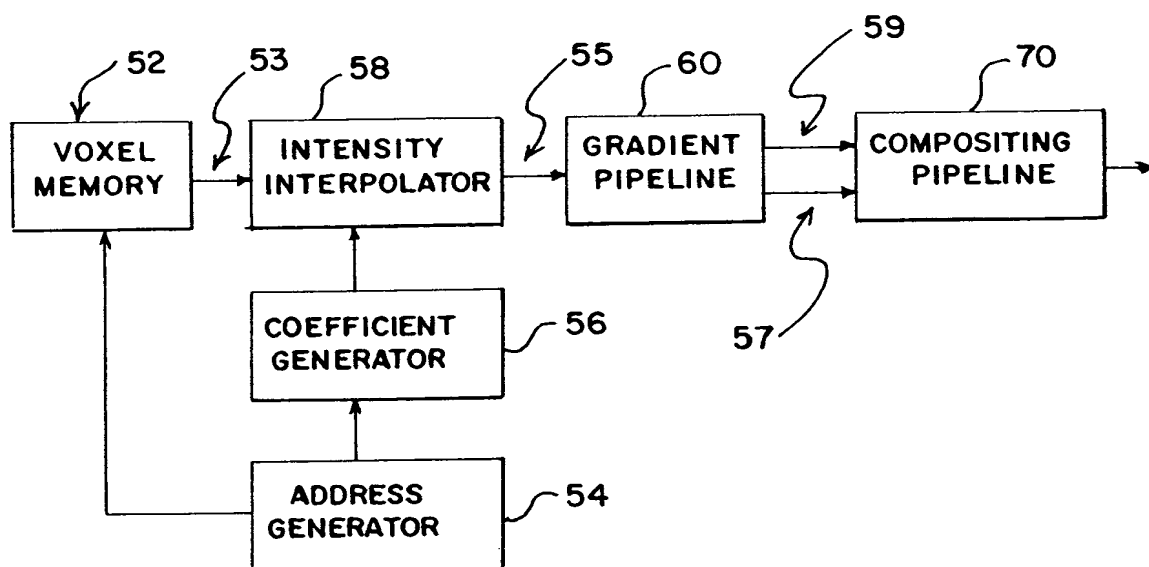 52
53
58
55
60
59
70
VOXEL
MEMORY
INTENSITY
INTERPOLATOR
GRADIENT
PIPELINE
COMPOSITING
PIPELINE
57
COEFFICIENT
GENERATOR
56
ADDRESS
GENERATOR
54